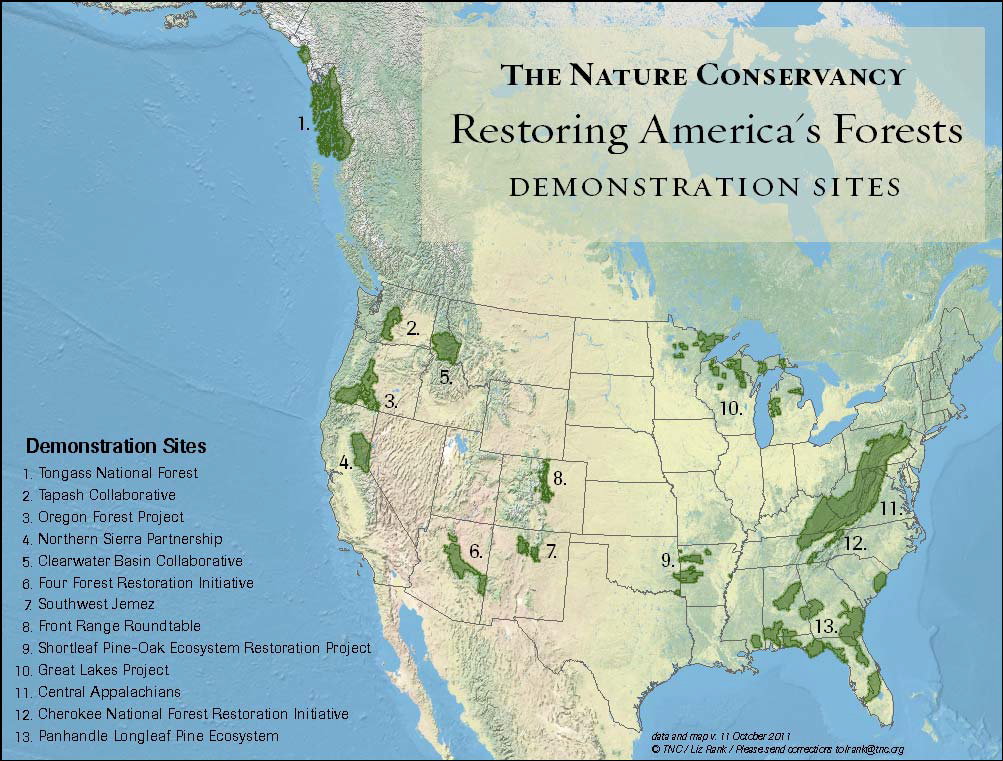 THE NATURE CONSERVANCY
Restoring America´s Forests
DEMONSTRATION SITES
1.
2.
5.
3.
10.
4.
8.
11.
6.
7.
12.
9.
13.
Demonstration Sites
1. Tongass National Forest
2. Tapash Collaborative
3. Oregon Forest Project
4. Northern Sierra Partnership
5. Clearwater Basin Collaborative
6. Four Forest Restoration Initiative
7. Southwest Jemez
8. Front Range Roundtable
9. Shortleaf Pine-Oak Ecosystem Restoration Project
10. Great Lakes Project
11. Central Appalachians
12. Cherokee National Forest Restoration Initiative
13. Panhandle Longleaf Pine Ecosystem
data and map v. 11 October 2011
© TNC / Liz Rank / Please send corrections to lrank@tnc.org